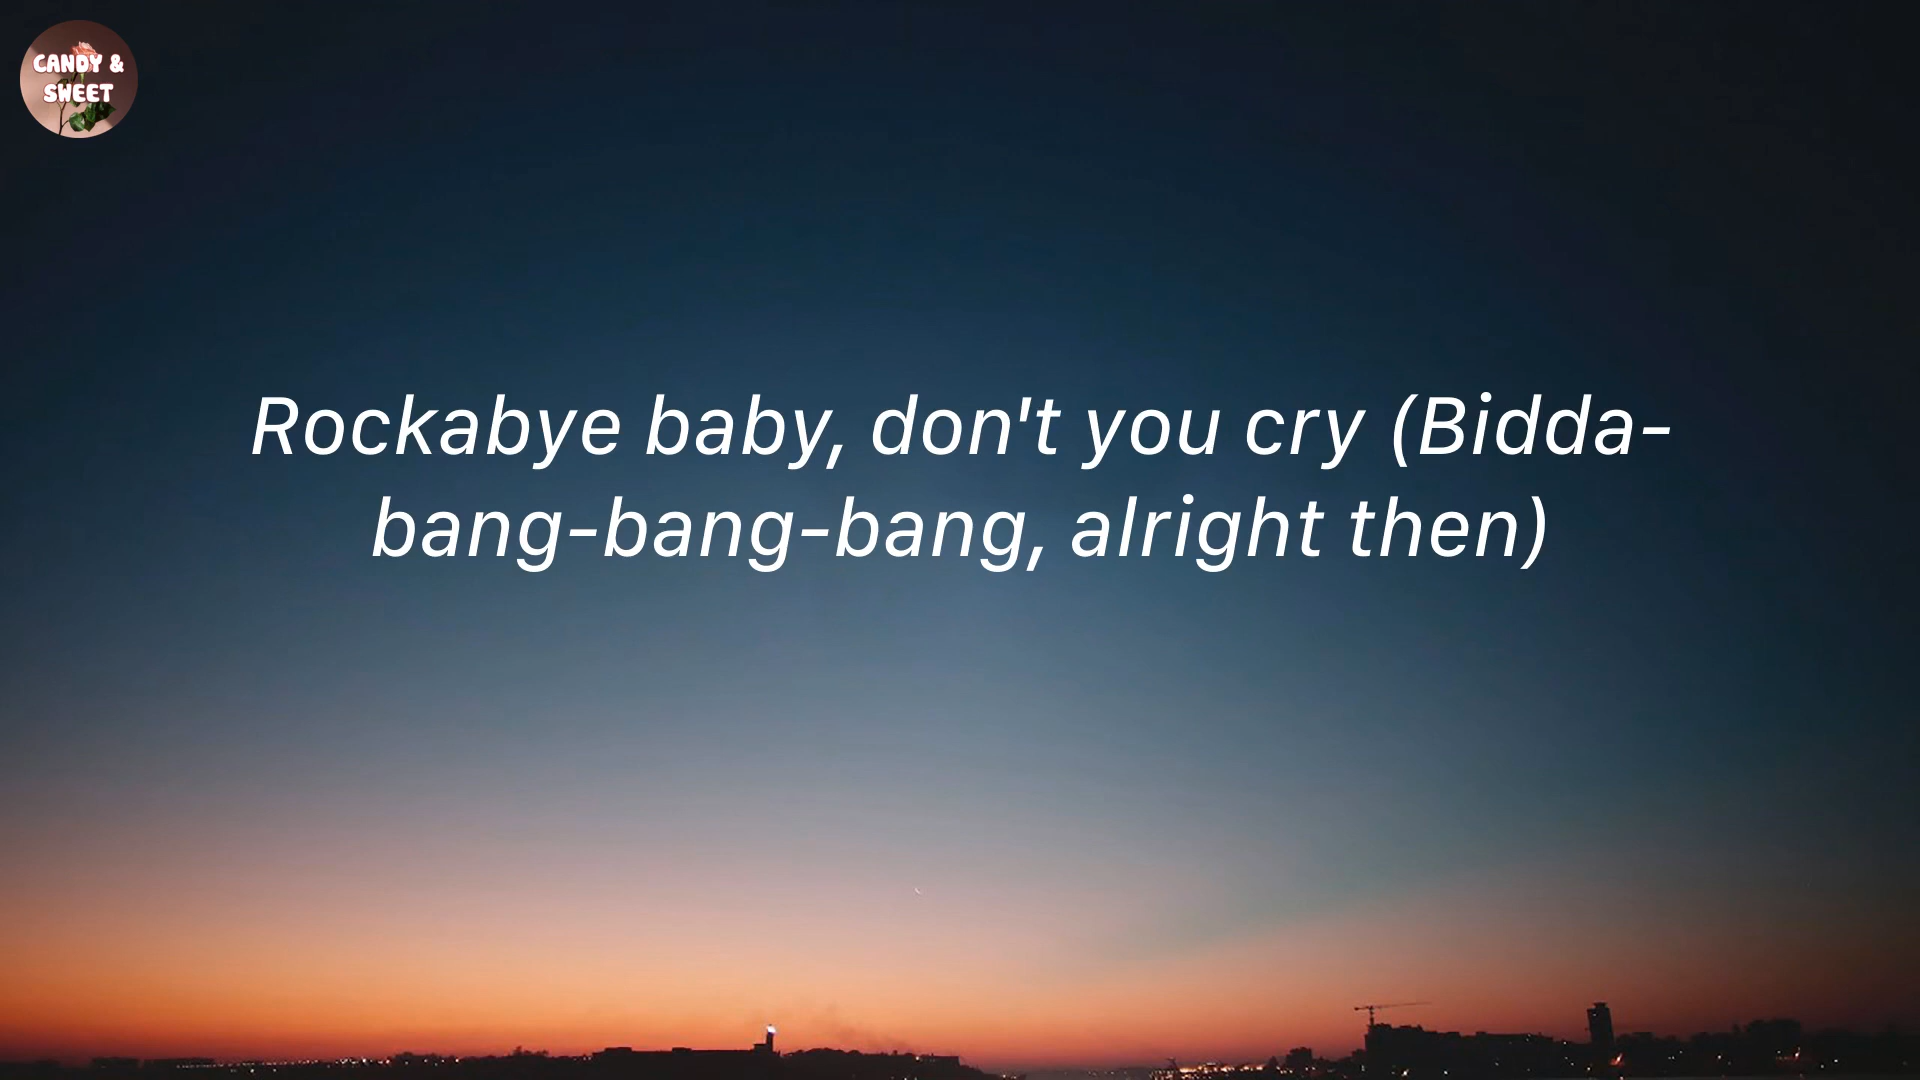 CANDY &
SWEET
Rockabye baby, don't you cry (Bidda-
bang-bang-bang, alright then)